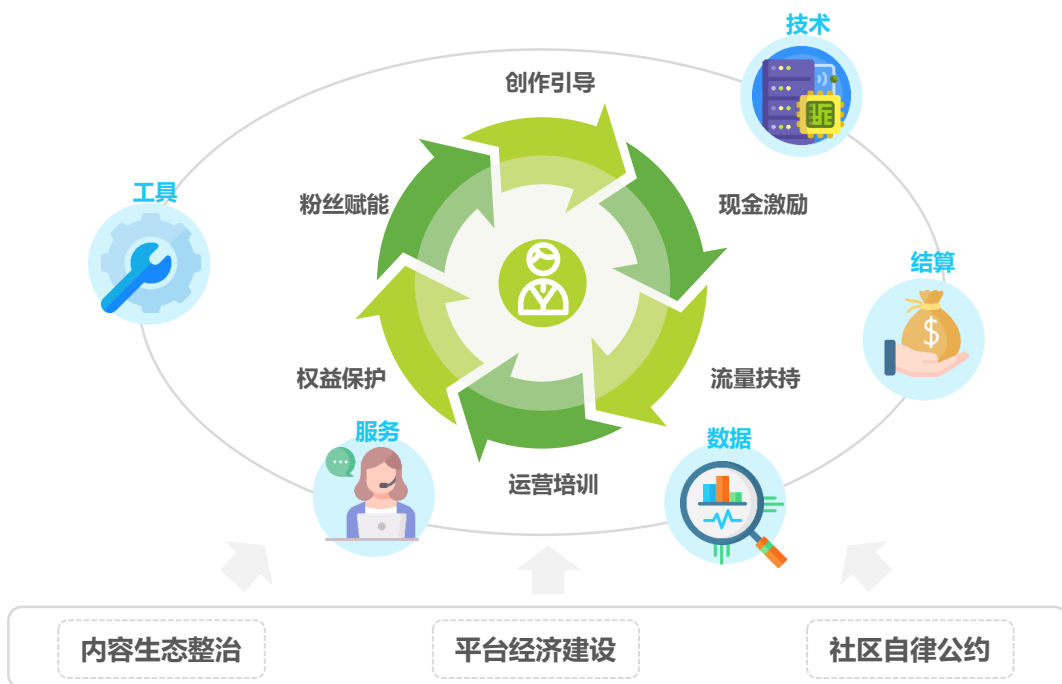 技术
创作引导
工具
粉丝赋能
现金激励
结算
$
权益保护
流量扶持
服务
数据
运营培训
内容生态整治
平台经济建设
社区自律公约